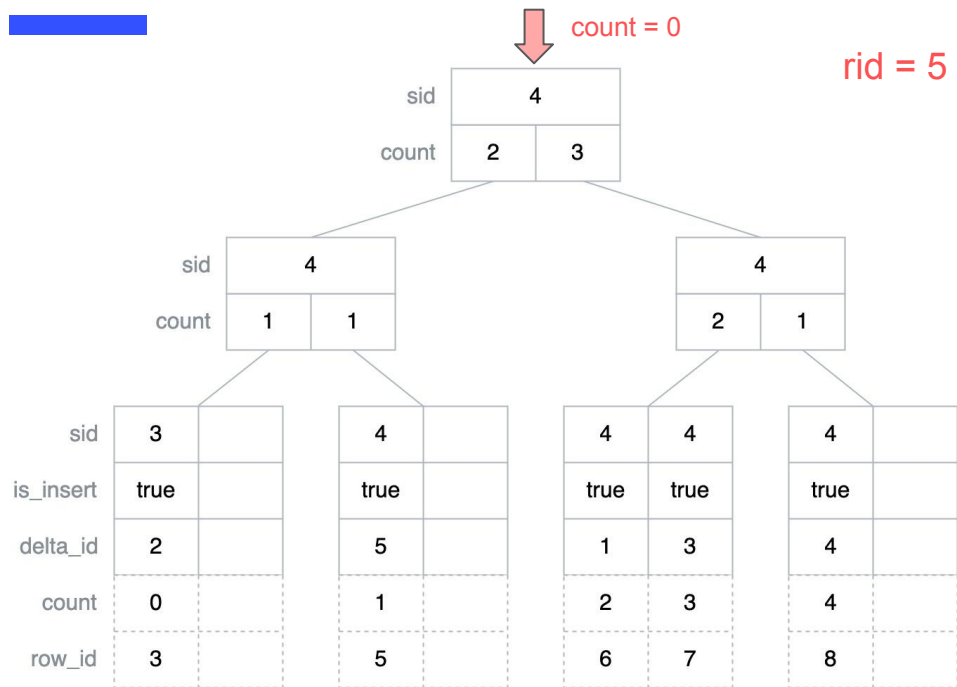 count = 0
rid = 5
sid 4
count 2 3
sid 4 4
count 1 1 2 1
sid 3 4 4 4 4
is_insert true true true true true
delta_id 2 5 1 3 4
count 0 1 2 3 4
row_id 3 5 6 7 8